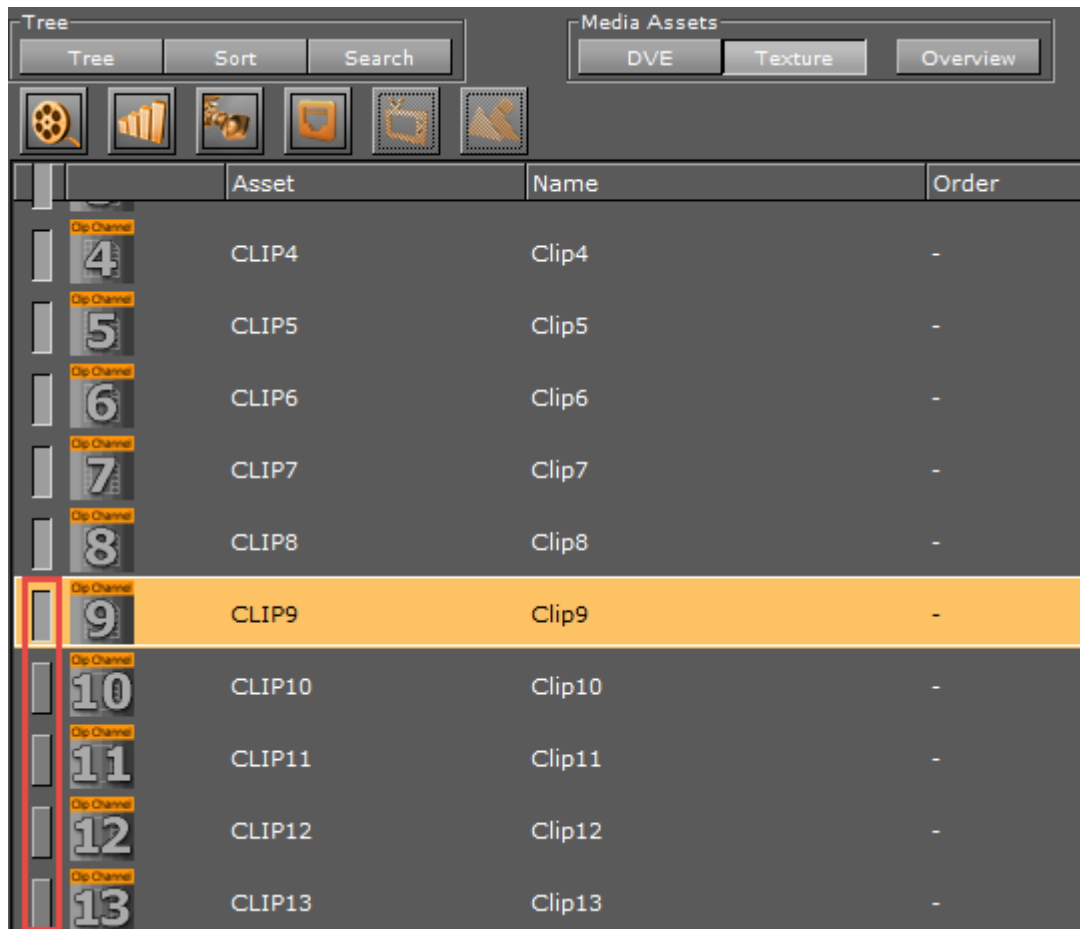 Tree Media Assets
Tree Sort Search DVE Texture Overview
Asset Name Order
Clip Channel
4 CLIP4 Clip4 -
Clip Channel
5 CLIP5 Clip5 -
Clip Channel
6 CLIP6 Clip6 -
Clip Channel
7 CLIP7 Clip7 -
Clip Channel
8 CLIP8 Clip8 -
Clip Channel
9 CLIP9 Clip9 -
Clip Channel
10 CLIP10 Clip10 -
Clip Channel
11 CLIP11 Clip11 -
Clip Channel
12 CLIP12 Clip12 -
Clip Channel
13 CLIP13 Clip13 -